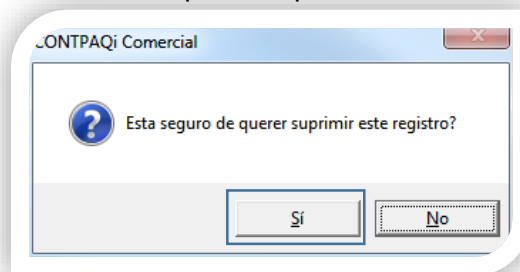 CONTPAQi Comercial
Esta seguro de querer suprimir este registro?
Sí
No